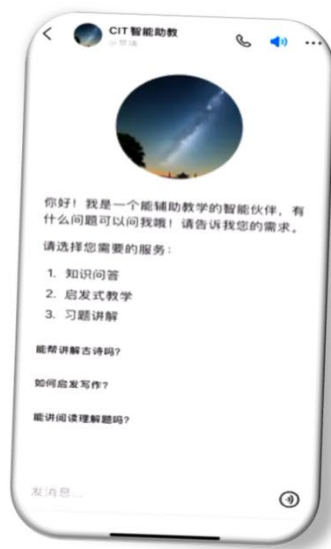 CIT 智能助教
你好！我是一个能辅助教学的智能伙伴，有
什么问题可以问我哦！请告诉我您的需求。
请选择您需要的服务：
1. 知识问答
2. 启发式教学
3. 习题讲解
能帮讲解古诗吗？
如何启发写作？
能讲阅读理解题吗？
发消息...